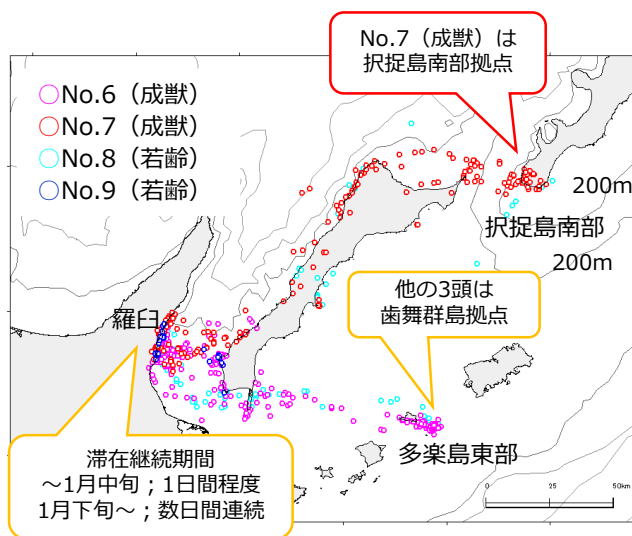 No.7（成獣）は
択捉島南部拠点
○No.6（成獣）
○No.7（成獣）
○No.8（若齢）
○No.9（若齢）
200m
択捉島南部
200m
他の3頭は
歯舞群島拠点
羅臼
多楽島東部
滞在継続期間
～1月中旬；1日間程度
1月下旬～；数日間連続
0 25 50km